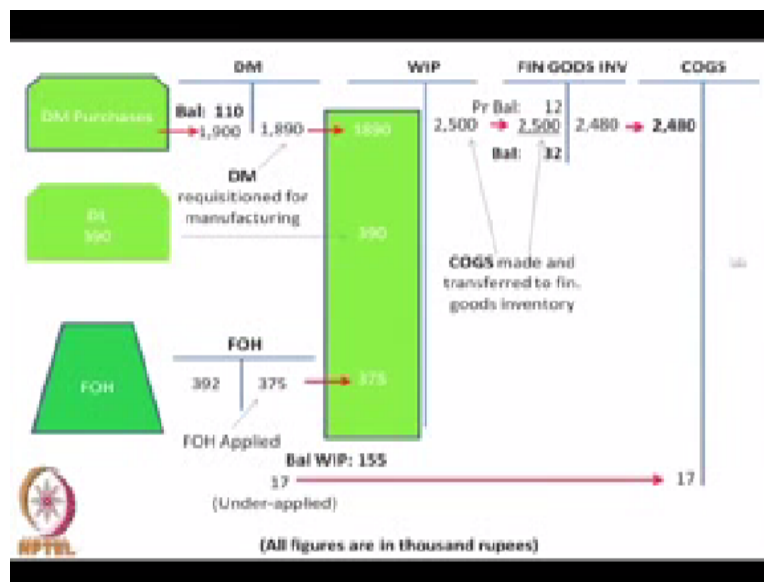 DM
WIP
FIN GODS INV
COGS
DM Purchases
Bal: 110
1,900
1,890
1890
2,500
Pr Bal: 12
2,500
2,480
2,480
Bal: 32
DM
requisitioned for
manufacturing
DL
390
390
COGS made and
transferred to fin.
goods inventory
FOH
FOH
392
375
375
FOH Applied
Bal WIP: 155
17
17
(Under-applied)
NPTEL
(All figures are in thousand rupees)